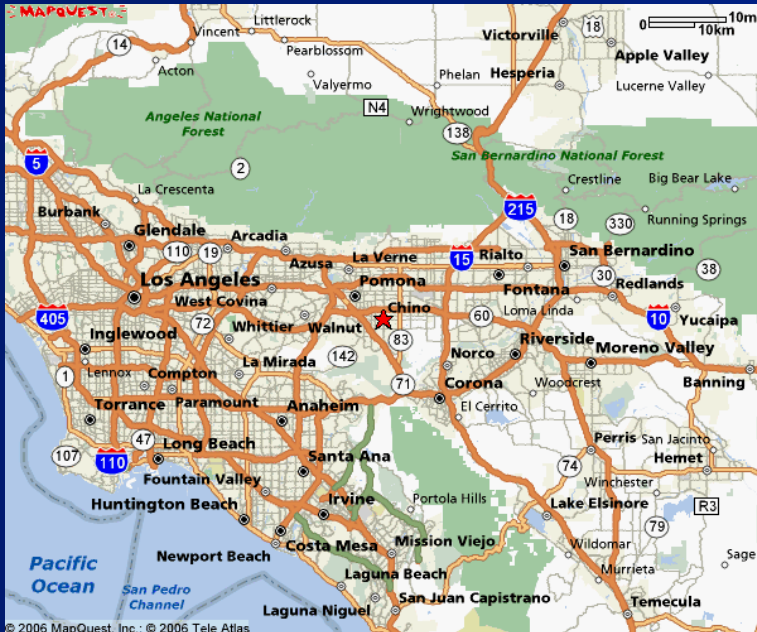 MAPQUEST
10mi
0
10km
Littlerock
Vincent
Victorville
18
14
Pearblossom
Apple Valley
Acton
Valyermo
Phelan
Hesperia
Lucerne Valley
N4
Wrightwood
Angeles National
Forest
138
5
San Bernardino National Forest
2
Crestline
Big Bear Lake
La Crescenta
215
Burbank
18
330
Running Springs
Glendale
110
19
Arcadia
La Verne
15
Rialto
San Bernardino
Azusa
38
Los Angeles
Pomona
Fontana
30
Redlands
West Covina
Chino
Loma Linda
405
72
Whittier
Walnut
60
10
Yucaipa
Inglewood
83
Riverside
142
Norco
Moreno Valley
La Mirada
Lennox
1
Compton
71
Corona
Woodcrest
Banning
Torrance
Paramount
Anaheim
El Cerrito
47
Long Beach
Perris
San Jacinto
107
110
Santa Ana
74
Hemet
Fountain Valley
Winchester
Irvine
Portola Hills
Huntington Beach
Lake Elsinore
R3
79
Costa Mesa
Mission Viejo
Newport Beach
Wildomar
Sage
Pacific
Ocean
Laguna Beach
Murrieta
San Pedro
Channel
San Juan Capistrano
Laguna Niguel
Temecula
© 2006 MapQuest, Inc.; © 2006 Tele Atlas